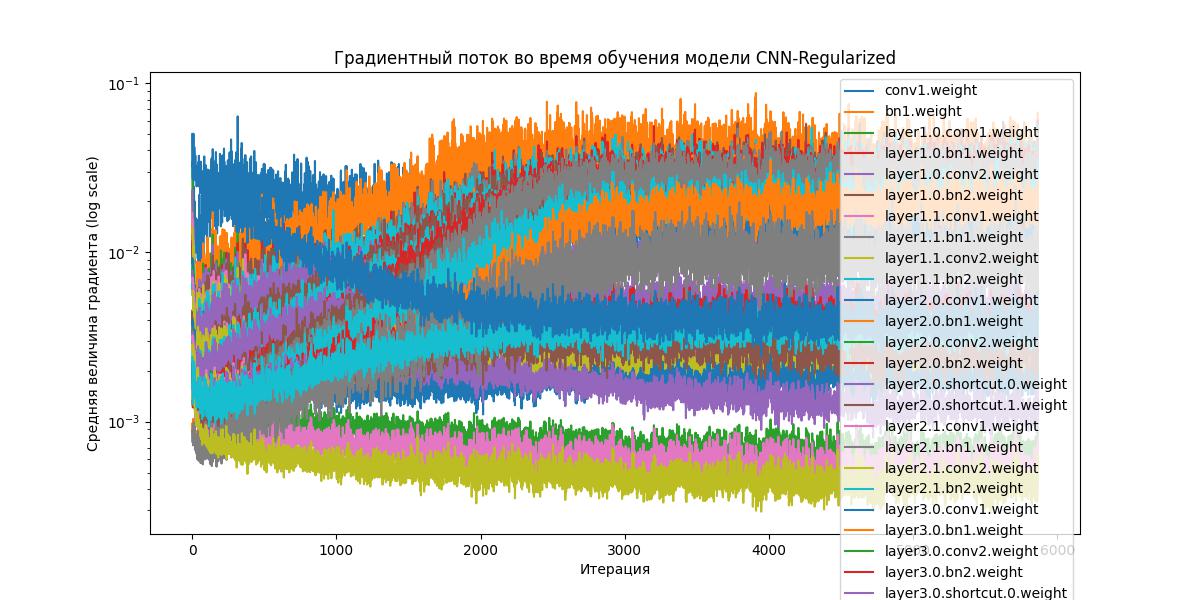 Градиентный поток во время обучения модели CNN-Regularized
Средняя величина градиента (log scale)
10⁻¹
10⁻²
10⁻³
0 1000 2000 3000 4000 5000 6000
Итерация
conv1.weight
bn1.weight
layer1.0.conv1.weight
layer1.0.bn1.weight
layer1.0.conv2.weight
layer1.0.bn2.weight
layer1.1.conv1.weight
layer1.1.bn1.weight
layer1.1.conv2.weight
layer1.1.bn2.weight
layer2.0.conv1.weight
layer2.0.bn1.weight
layer2.0.conv2.weight
layer2.0.bn2.weight
layer2.0.shortcut.0.weight
layer2.0.shortcut.1.weight
layer2.1.conv1.weight
layer2.1.bn1.weight
layer2.1.conv2.weight
layer2.1.bn2.weight
layer3.0.conv1.weight
layer3.0.bn1.weight
layer3.0.conv2.weight
layer3.0.bn2.weight
layer3.0.shortcut.0.weight